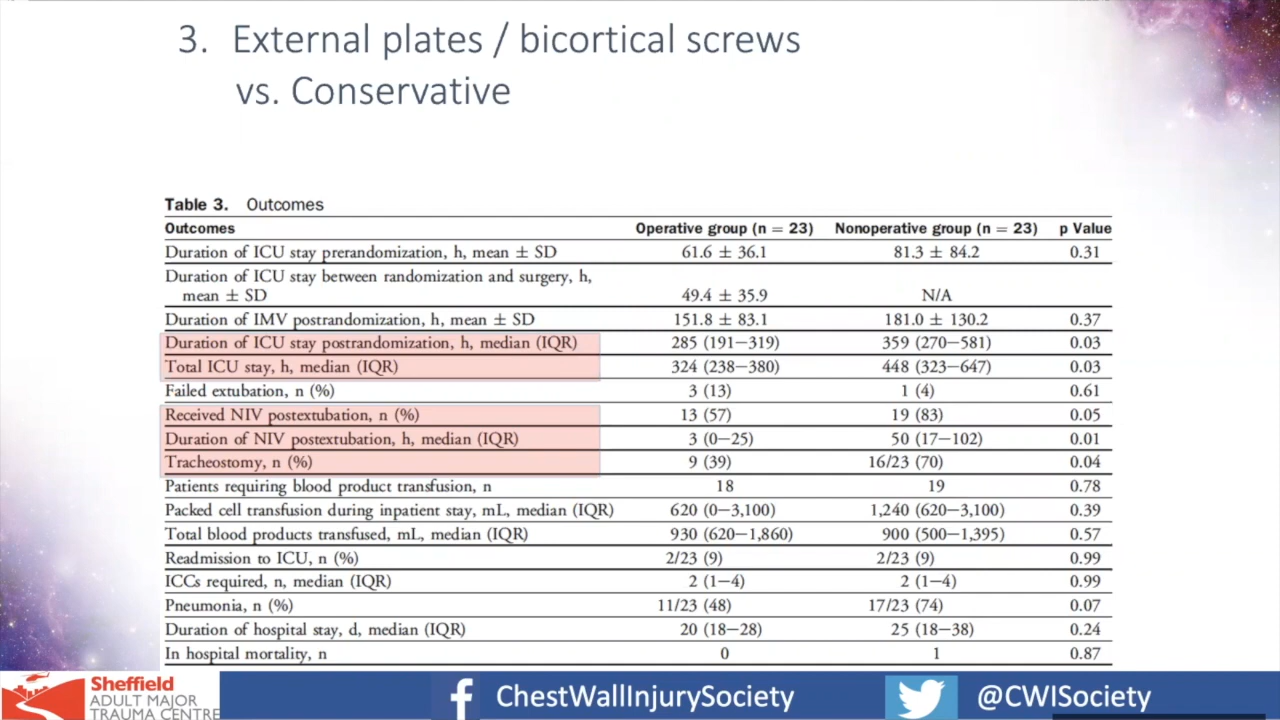 3. External plates / bicortical screws
vs. Conservative
Table 3. Outcomes
Outcomes Operative group (n = 23) Nonoperative group (n = 23) p Value
Duration of ICU stay prerandomization, h, mean ± SD 61.6 ± 36.1 81.3 ± 84.2 0.31
Duration of ICU stay between randomization and surgery, h,
mean ± SD 49.4 ± 35.9 N/A
Duration of IMV postrandomization, h, mean ± SD 151.8 ± 83.1 181.0 ± 130.2 0.37
Duration of ICU stay postrandomization, h, median (IQR) 285 (191–319) 359 (270–581) 0.03
Total ICU stay, h, median (IQR) 324 (238–380) 448 (323–647) 0.03
Failed extubation, n (%) 3 (13) 1 (4) 0.61
Received NIV postextubation, n (%) 13 (57) 19 (83) 0.05
Duration of NIV postextubation, h, median (IQR) 3 (0–25) 50 (17–102) 0.01
Tracheostomy, n (%) 9 (39) 16/23 (70) 0.04
Patients requiring blood product transfusion, n 18 19 0.78
Packed cell transfusion during inpatient stay, mL, median (IQR) 620 (0–3,100) 1,240 (620–3,100) 0.39
Total blood products transfused, mL, median (IQR) 930 (620–1,860) 900 (500–1,395) 0.57
Readmission to ICU, n (%) 2/23 (9) 2/23 (9) 0.99
ICCs required, n, median (IQR) 2 (1–4) 2 (1–4) 0.99
Pneumonia, n (%) 11/23 (48) 17/23 (74) 0.07
Duration of hospital stay, d, median (IQR) 20 (18–28) 25 (18–38) 0.24
In hospital mortality, n 0 1 0.87
Sheffield
ADULT MAJOR
TRAUMA CENTRE
ChestWallInjurySociety
@CWISociety